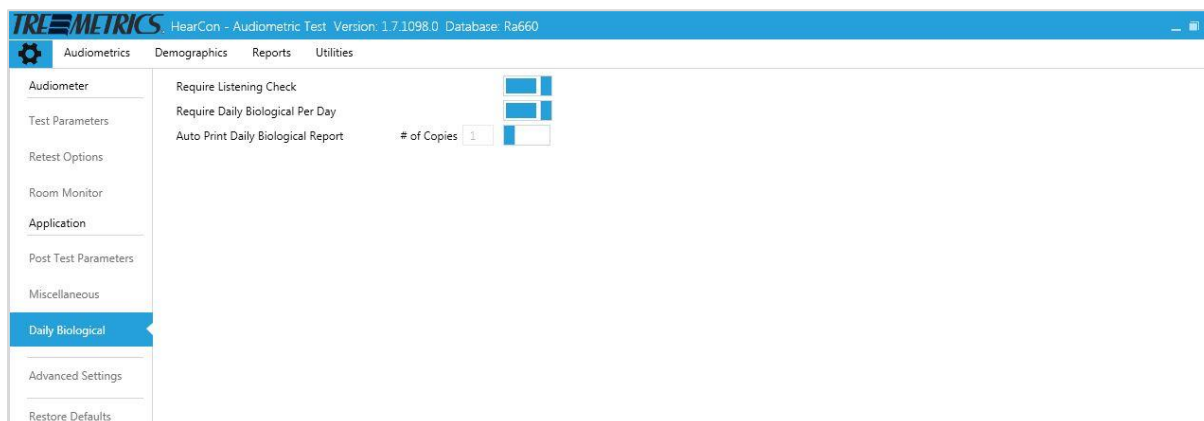 TREMETRICS. HearCon - Audiometric Test Version: 1.7.1098.0 Database: Ra660
Audiometrics Demographics Reports Utilities
Audiometer
Test Parameters
Retest Options
Room Monitor
Application
Post Test Parameters
Miscellaneous
Daily Biological
Advanced Settings
Restore Defaults
Require Listening Check
Require Daily Biological Per Day
Auto Print Daily Biological Report # of Copies 1